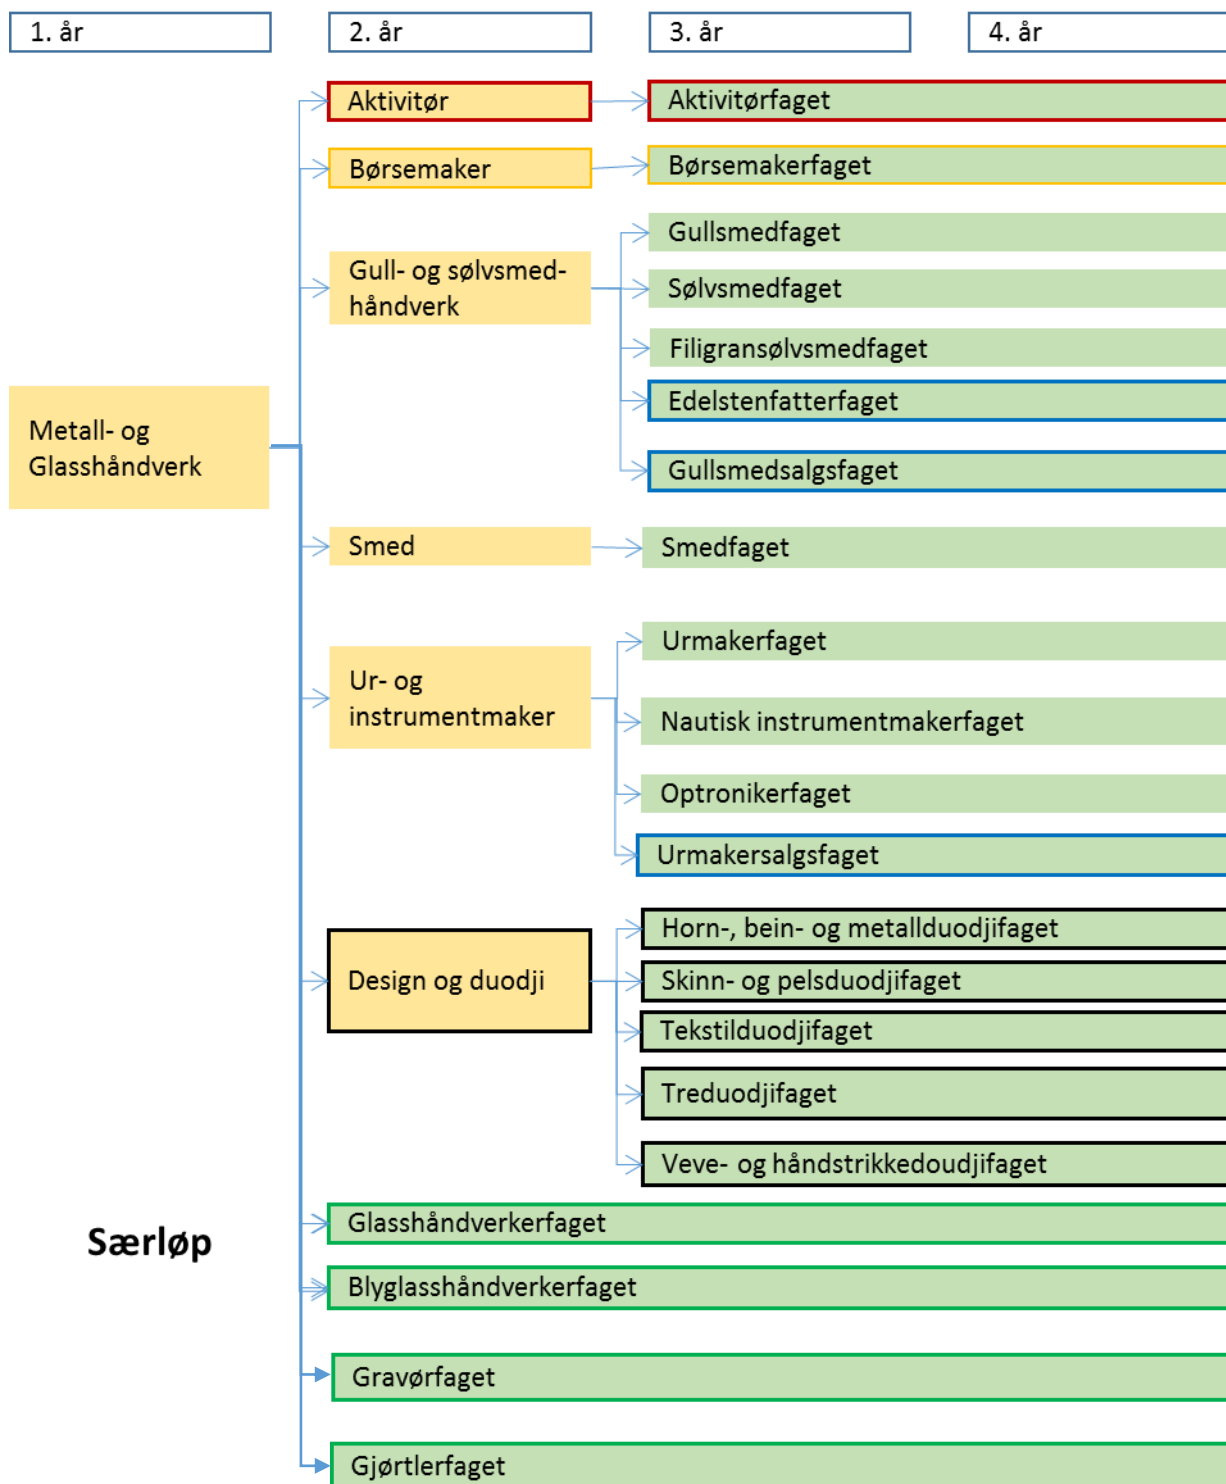 1. år
2. år
3. år
4. år
Aktivitør
Aktivitørfaget
Børsemaker
Børsemakerfaget
Gull- og sølvsmed-
håndverk
Gullsmedfaget
Sølvsmedfaget
Filigransølvsmedfaget
Edelstenfatterfaget
Gullsmedsalgsfaget
Metall- og
Glasshåndverk
Smed
Smedfaget
Ur- og
instrumentmaker
Urmakerfaget
Nautisk instrumentmakerfaget
Optronikerfaget
Urmakersalgsfaget
Design og duodji
Horn-, bein- og metallduodjifaget
Skinn- og pelsduodjifaget
Tekstilduodjifaget
Treduodjifaget
Veve- og håndstrikkedoudjifaget
Særløp
Glasshåndverkerfaget
Blyglasshåndverkerfaget
Gravørfaget
Gjørtlerfaget